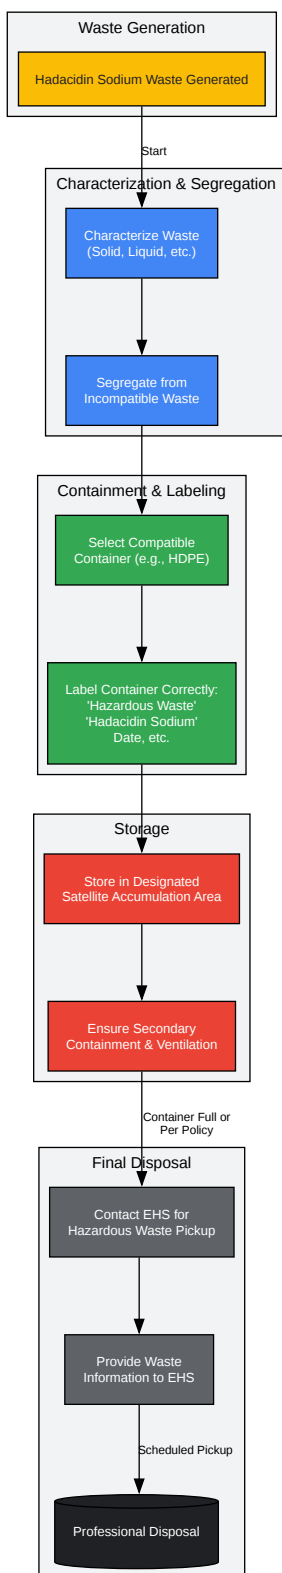 Waste Generation
Hadacidin Sodium Waste Generated
Start
Characterization & Segregation
Characterize Waste
(Solid, Liquid, etc.)
Segregate from
Incompatible Waste
Containment & Labeling
Select Compatible
Container (e.g., HDPE)
Label Container Correctly:
'Hazardous Waste'
'Hadacidin Sodium'
Date, etc.
Storage
Store in Designated
Satellite Accumulation Area
Ensure Secondary
Containment & Ventilation
Container Full or
Per Policy
Final Disposal
Contact EHS for
Hazardous Waste Pickup
Provide Waste
Information to EHS
Scheduled Pickup
Professional Disposal